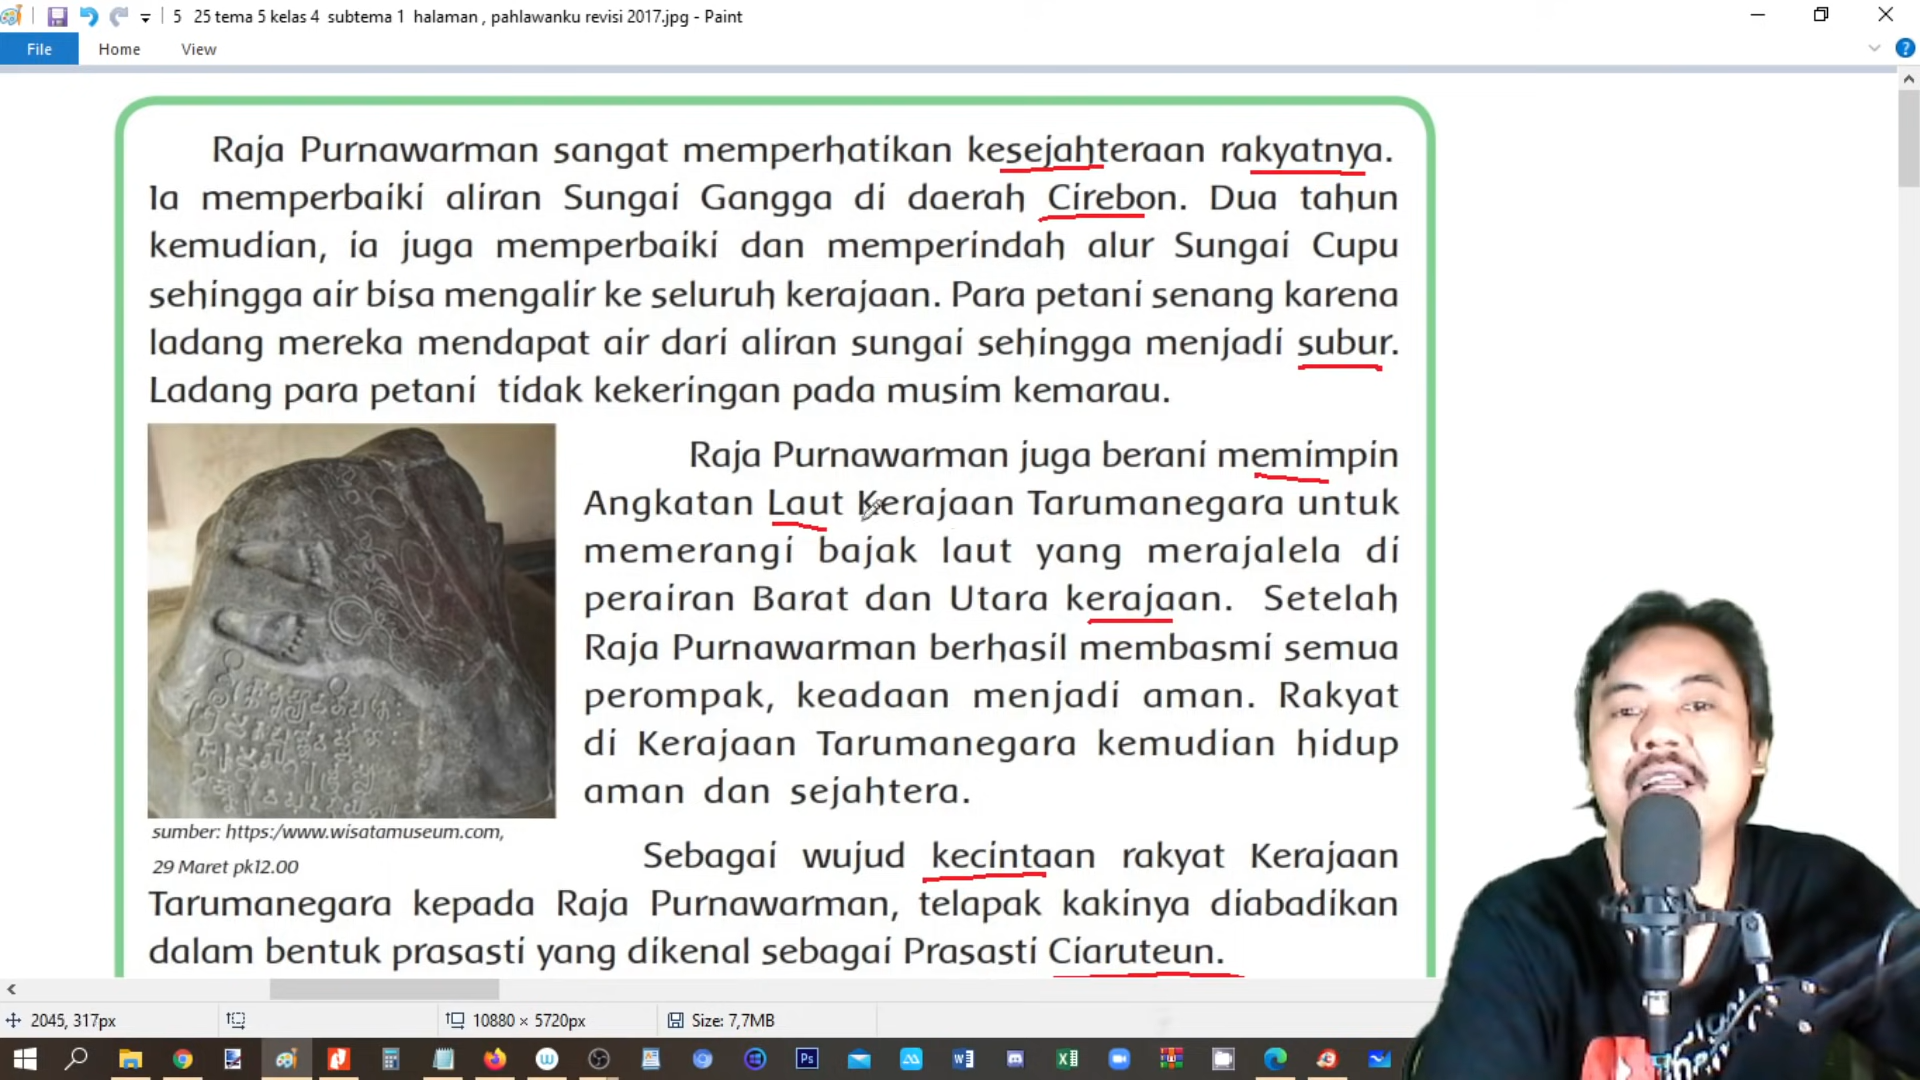 5 25 tema 5 kelas 4 subtema 1 halaman , pahlawanku revisi 2017.jpg - Paint
File Home View
Raja Purnawarman sangat memperhatikan kesejahteraan rakyatnya.
Ia memperbaiki aliran Sungai Gangga di daerah Cirebon. Dua tahun
kemudian, ia juga memperbaiki dan memperindah alur Sungai Cupu
sehingga air bisa mengalir ke seluruh kerajaan. Para petani senang karena
ladang mereka mendapat air dari aliran sungai sehingga menjadi subur.
Ladang para petani tidak kekeringan pada musim kemarau.
Raja Purnawarman juga berani memimpin
Angkatan Laut Kerajaan Tarumanegara untuk
memerangi bajak laut yang merajalela di
perairan Barat dan Utara kerajaan. Setelah
Raja Purnawarman berhasil membasmi semua
perompak, keadaan menjadi aman. Rakyat
di Kerajaan Tarumanegara kemudian hidup
aman dan sejahtera.
sumber: https:/www.wisatamuseum.com,
29 Maret pk12.00
Sebagai wujud kecintaan rakyat Kerajaan
Tarumanegara kepada Raja Purnawarman, telapak kakinya diabadikan
dalam bentuk prasasti yang dikenal sebagai Prasasti Ciaruteun.
2045, 317px 10880 × 5720px Size: 7,7MB